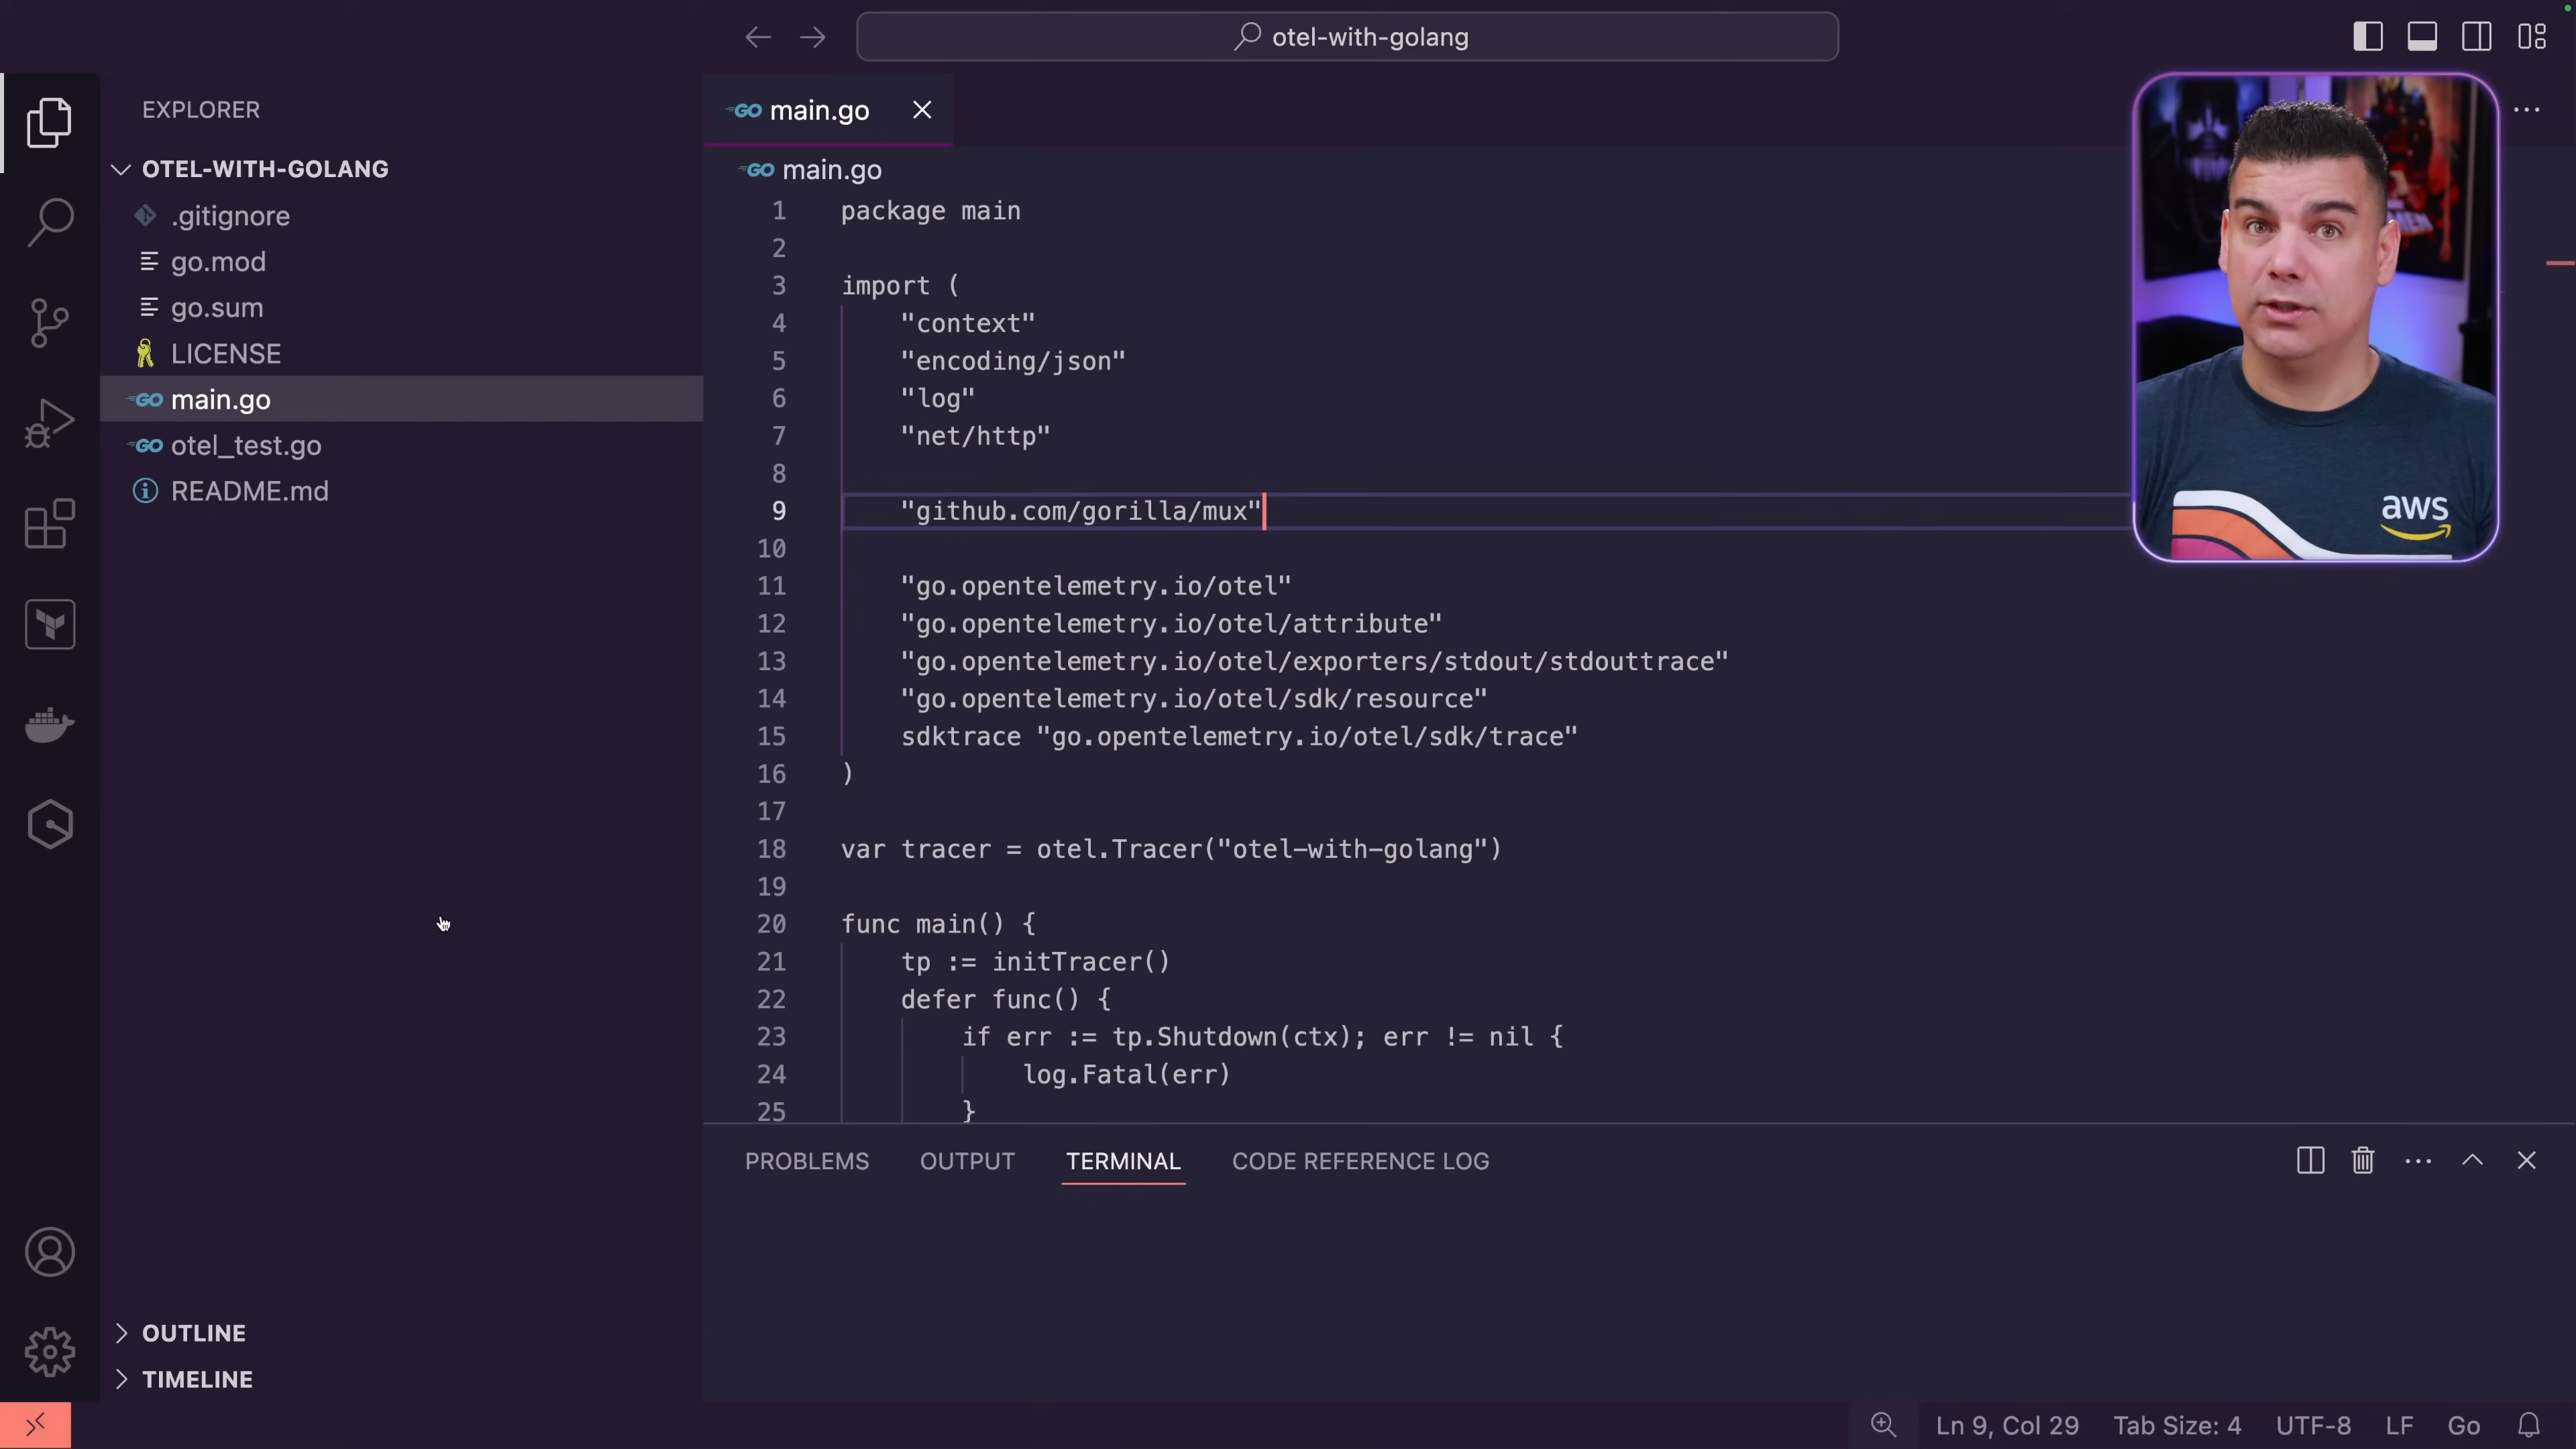 otel-with-golang
EXPLORER
OTEL-WITH-GOLANG
.gitignore
go.mod
go.sum
LICENSE
main.go
otel_test.go
README.md
OUTLINE
TIMELINE
GO main.go
GO main.go
1 package main
2
3 import (
4 "context"
5 "encoding/json"
6 "log"
7 "net/http"
8
9 "github.com/gorilla/mux"
10
11 "go.opentelemetry.io/otel"
12 "go.opentelemetry.io/otel/attribute"
13 "go.opentelemetry.io/otel/exporters/stdout/stdouttrace"
14 "go.opentelemetry.io/otel/sdk/resource"
15 sdktrace "go.opentelemetry.io/otel/sdk/trace"
16 )
17
18 var tracer = otel.Tracer("otel-with-golang")
19
20 func main() {
21 tp := initTracer()
22 defer func() {
23 if err := tp.Shutdown(ctx); err != nil {
24 log.Fatal(err)
25 }
aws
PROBLEMS OUTPUT TERMINAL CODE REFERENCE LOG
Ln 9, Col 29 Tab Size: 4 UTF-8 LF Go